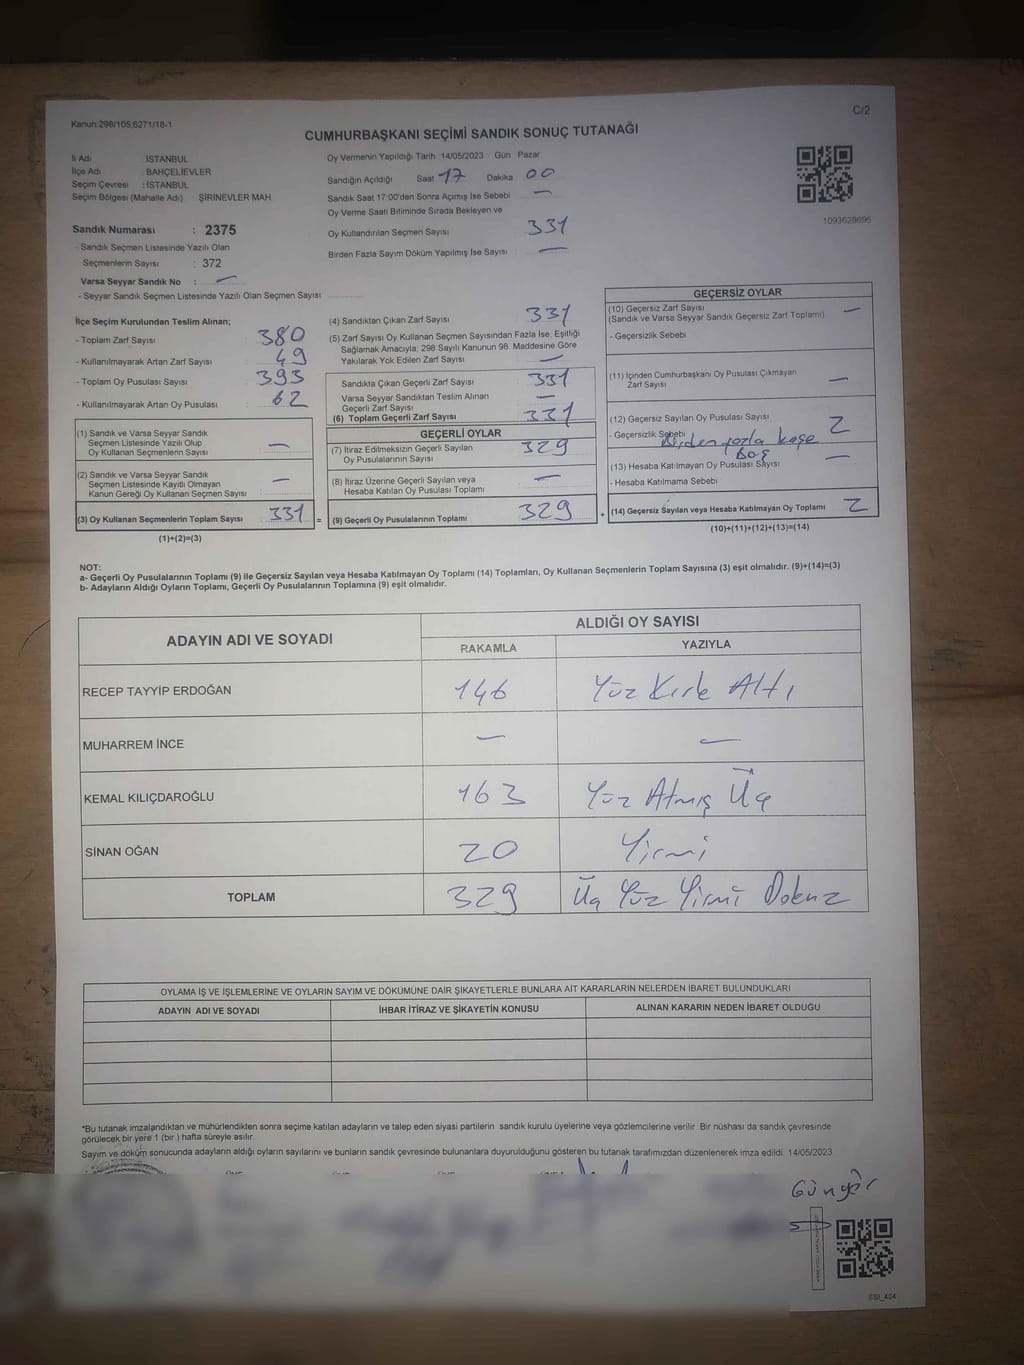 C/2
Kanun:298/105;6271/18-1
CUMHURBAŞKANI SEÇİMİ SANDIK SONUÇ TUTANAĞI
İl Adı : İSTANBUL
İlçe Adı : BAHÇELİEVLER
Seçim Çevresi : İSTANBUL
Seçim Bölgesi (Mahalle Adı) ŞİRİNEVLER MAH
Sandık Numarası : 2375
- Sandık Seçmen Listesinde Yazılı Olan
Seçmenlerin Sayısı : 372
Varsa Seyyar Sandık No : —
- Seyyar Sandık Seçmen Listesinde Yazılı Olan Seçmen Sayısı:
Oy Vermenin Yapıldığı Tarih 14/05/2023 Gün Pazar
Sandığın Açıldığı Saat 17 Dakika 00
Sandık Saat 17:00'den Sonra Açımış İse Sebebi —
Oy Verme Saati Bitiminde Sırada Bekleyen ve
Oy Kullandırılan Seçmen Sayısı 331
Birden Fazla Sayım Döküm Yapılmış İse Sayısı —
1093628696
İlçe Seçim Kurulundan Teslim Alınan;
- Toplam Zarf Sayısı 380
- Kullanılmayarak Artan Zarf Sayısı 49
- Toplam Oy Pusulası Sayısı 393
- Kullanılmayarak Artan Oy Pusulası 62
(1) Sandık ve Varsa Seyyar Sandık
Seçmen Listesinde Yazılı Olup
Oy Kullanan Seçmenlerin Sayısı —
(2) Sandık ve Varsa Seyyar Sandık
Seçmen Listesinde Kayıtlı Olmayan
Kanun Gereği Oy Kullanan Seçmen Sayısı —
(3) Oy Kullanan Seçmenlerin Toplam Sayısı 331 =
(1)+(2)=(3)
(4) Sandıktan Çıkan Zarf Sayısı 331
(5) Zarf Sayısı Oy Kullanan Seçmen Sayısından Fazla İse, Eşitliği
Sağlamak Amacıyla; 298 Sayılı Kanunun 98. Maddesine Göre
Yakılarak Yok Edilen Zarf Sayısı —
Sandıkta Çıkan Geçerli Zarf Sayısı 331
Varsa Seyyar Sandıktan Teslim Alınan
Geçerli Zarf Sayısı —
(6) Toplam Geçerli Zarf Sayısı 331
GEÇERLİ OYLAR
(7) İtiraz Edilmeksizin Geçerli Sayılan
Oy Pusulalarının Sayısı 329
(8) İtiraz Üzerine Geçerli Sayılan veya
Hesaba Katılan Oy Pusulası Toplamı —
(9) Geçerli Oy Pusulalarının Toplamı 329 +
GEÇERSİZ OYLAR
(10) Geçersiz Zarf Sayısı
(Sandık ve Varsa Seyyar Sandık Geçersiz Zarf Toplamı) —
- Geçersizlik Sebebi
(11) İçinden Cumhurbaşkanı Oy Pusulası Çıkmayan
Zarf Sayısı —
(12) Geçersiz Sayılan Oy Pusulası Sayısı 2
- Geçersizlik Sebebi Birden fazla kaşe
Boş
(13) Hesaba Katılmayan Oy Pusulası Sayısı —
- Hesaba Katılmama Sebebi
(14) Geçersiz Sayılan veya Hesaba Katılmayan Oy Toplamı 2
(10)+(11)+(12)+(13)=(14)
NOT:
a- Geçerli Oy Pusulalarının Toplamı (9) ile Geçersiz Sayılan veya Hesaba Katılmayan Oy Toplamı (14) Toplamları, Oy Kullanan Seçmenlerin Toplam Sayısına (3) eşit olmalıdır. (9)+(14)=(3)
b- Adayların Aldığı Oyların Toplamı, Geçerli Oy Pusulalarının Toplamına (9) eşit olmalıdır.
ADAYIN ADI VE SOYADI ALDIĞI OY SAYISI
RAKAMLA YAZIYLA
RECEP TAYYİP ERDOĞAN 146 Yüz Kırk Altı
MUHARREM İNCE — —
KEMAL KILIÇDAROĞLU 163 Yüz Atmış Üç
SİNAN OĞAN 20 Yirmi
TOPLAM 329 Üç Yüz Yirmi Dokuz
OYLAMA İŞ VE İŞLEMLERİNE VE OYLARIN SAYIM VE DÖKÜMÜNE DAİR ŞİKAYETLERLE BUNLARA AİT KARARLARIN NELERDEN İBARET BULUNDUKLARI
ADAYIN ADI VE SOYADI İHBAR İTİRAZ VE ŞİKAYETİN KONUSU ALINAN KARARIN NEDEN İBARET OLDUĞU
*Bu tutanak imzalandıktan ve mühürlendikten sonra seçime katılan adayların ve talep eden siyasi partilerin sandık kurulu üyelerine veya gözlemcilerine verilir. Bir nüshası da sandık çevresinde
görülecek bir yere 1 (bir ) hafta süreyle asılır.
Sayım ve döküm sonucunda adayların aldığı oyların sayılarını ve bunların sandık çevresinde bulunanlara duyurulduğunu gösteren bu tutanak tarafımızdan düzenlenerek imza edildi. 14/05/2023
Güngör
SSI_404